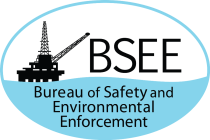 BSEE
Bureau of Safety and
Environmental
Enforcement